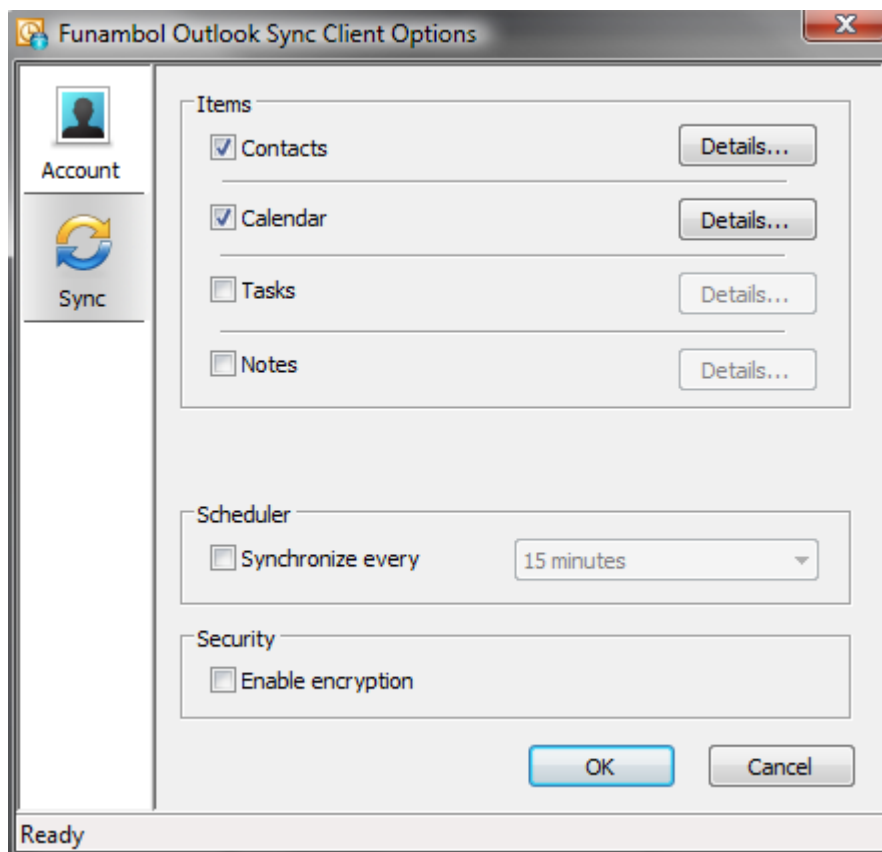 Funambol Outlook Sync Client Options
Account
Sync
Items
Contacts Details...
Calendar Details...
Tasks Details...
Notes Details...
Scheduler
Synchronize every 15 minutes
Security
Enable encryption
OK Cancel
Ready